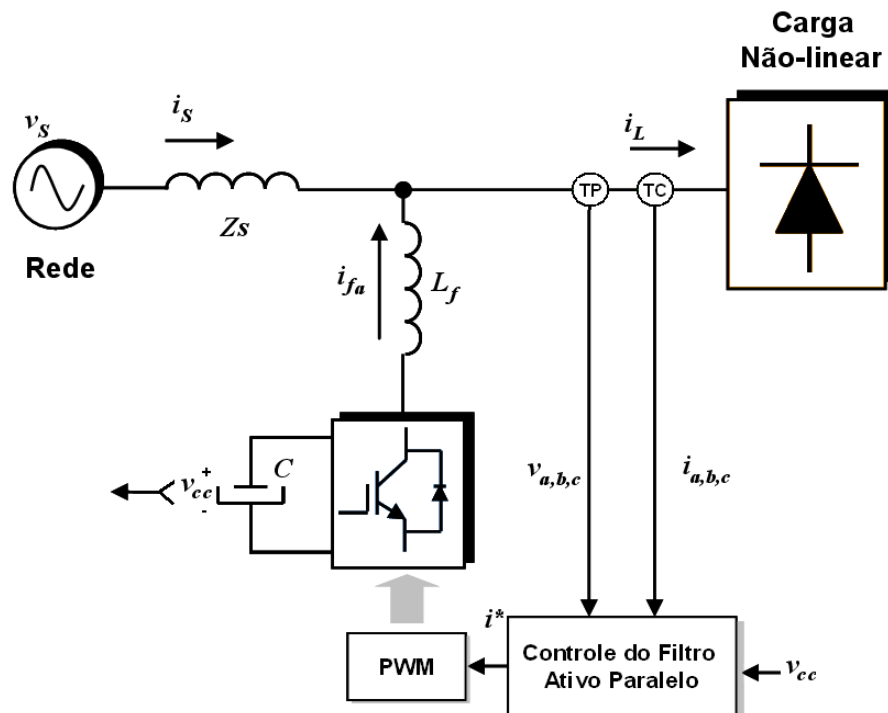 Carga
Não-linear
v_S
i_S
i_L
TP
TC
Zs
Rede
i_fa
L_f
+
v_cc
-
C
v_a,b,c
i_a,b,c
i*
PWM
Controle do Filtro
Ativo Paralelo
v_cc